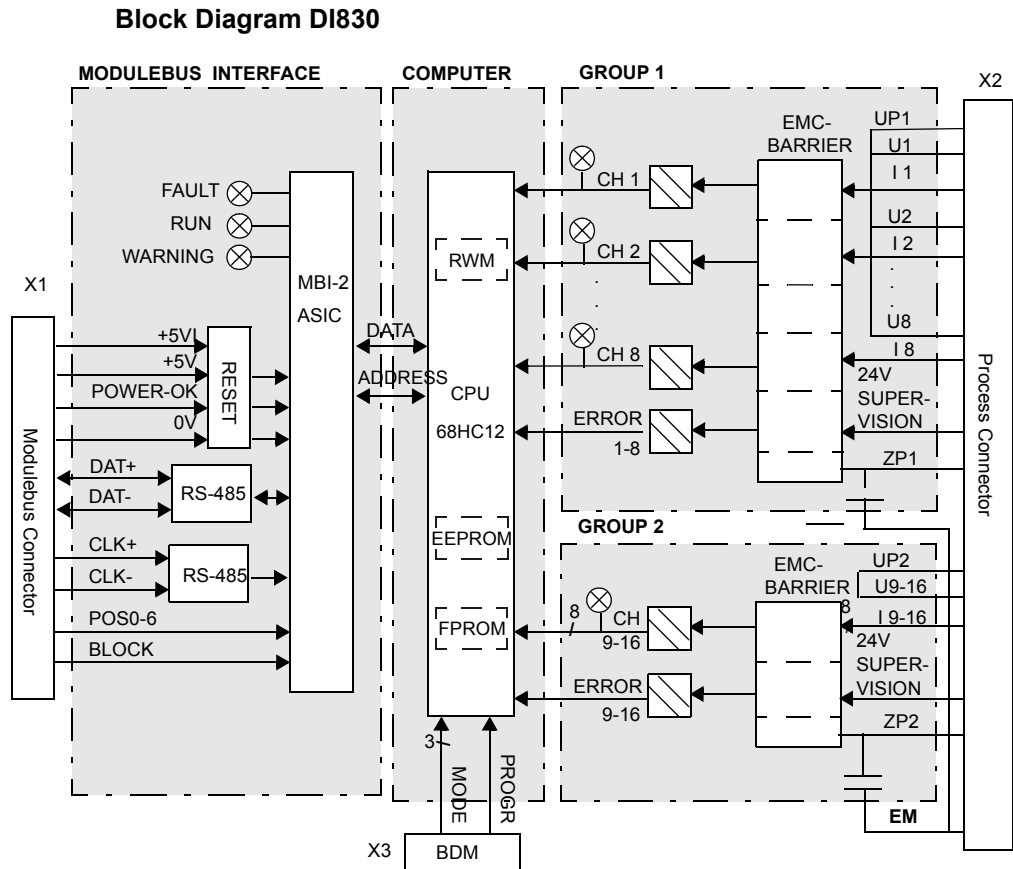 Block Diagram DI830
MODULEBUS INTERFACE
COMPUTER
GROUP 1
X2
EMC-
BARRIER
UP1
U1
I 1
U2
I 2
U8
I 8
24V
SUPER-
VISION
ZP1
Process Connector
CH 1
CH 2
CH 8
ERROR
1-8
FAULT
RUN
WARNING
MBI-2
ASIC
RWM
DATA
ADDRESS
CPU
68HC12
EEPROM
FPROM
X1
Modulebus Connector
+5VI
+5V
POWER-OK
0V
RESET
DAT+
DAT-
RS-485
CLK+
CLK-
RS-485
POS0-6
BLOCK
GROUP 2
EMC-
BARRIER
UP2
U9-16
8
I 9-16
24V
SUPER-
VISION
ZP2
8
CH
9-16
ERROR
9-16
EM
3
MODE
PROGR
X3
BDM